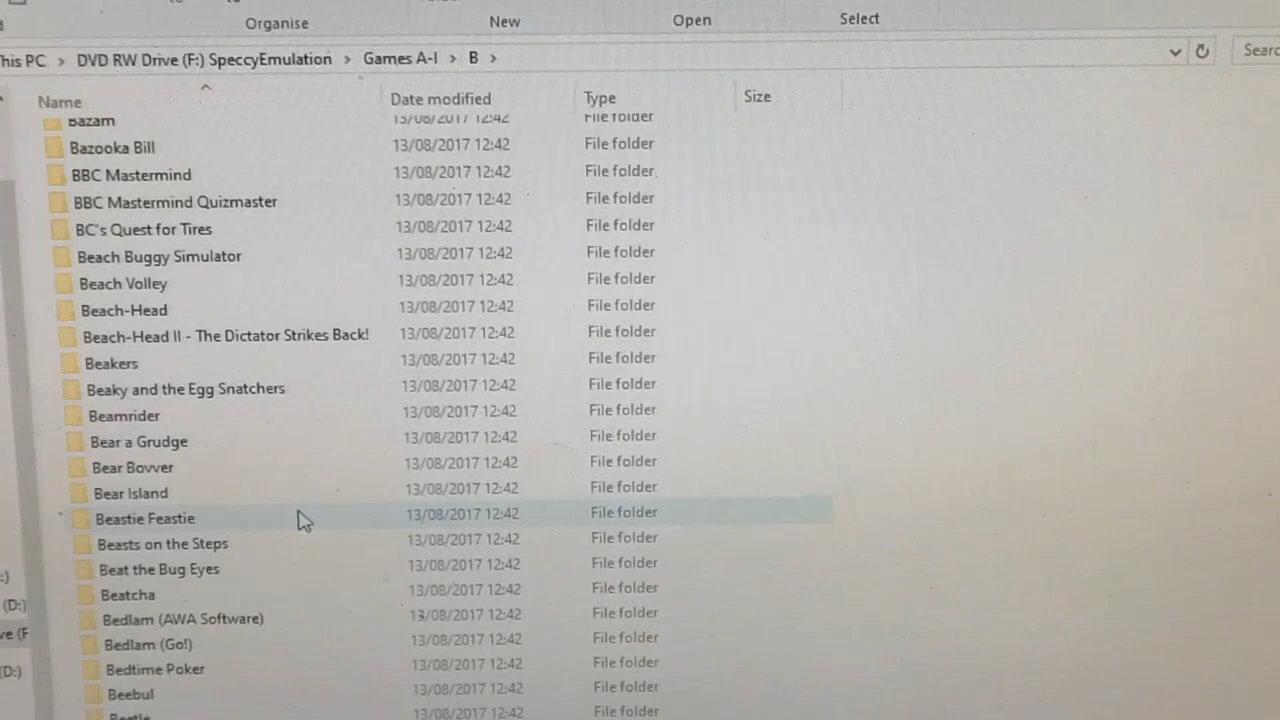 Organise New Open Select
This PC > DVD RW Drive (F:) SpeccyEmulation > Games A-I > B >
Name Date modified Type Size
Bazam 13/08/2017 12:42 File folder
Bazooka Bill 13/08/2017 12:42 File folder
BBC Mastermind 13/08/2017 12:42 File folder
BBC Mastermind Quizmaster 13/08/2017 12:42 File folder
BC's Quest for Tires 13/08/2017 12:42 File folder
Beach Buggy Simulator 13/08/2017 12:42 File folder
Beach Volley 13/08/2017 12:42 File folder
Beach-Head 13/08/2017 12:42 File folder
Beach-Head II - The Dictator Strikes Back! 13/08/2017 12:42 File folder
Beakers 13/08/2017 12:42 File folder
Beaky and the Egg Snatchers 13/08/2017 12:42 File folder
Beamrider 13/08/2017 12:42 File folder
Bear a Grudge 13/08/2017 12:42 File folder
Bear Bovver 13/08/2017 12:42 File folder
Bear Island 13/08/2017 12:42 File folder
Beastie Feastie 13/08/2017 12:42 File folder
Beasts on the Steps 13/08/2017 12:42 File folder
Beat the Bug Eyes 13/08/2017 12:42 File folder
:) Beatcha 13/08/2017 12:42 File folder
(D:) Bedlam (AWA Software) 13/08/2017 12:42 File folder
ve (F Bedlam (Go!) 13/08/2017 12:42 File folder
(D:) Bedtime Poker 13/08/2017 12:42 File folder
Beebul 13/08/2017 12:42 File folder
Beetle 13/08/2017 12:42 File folder